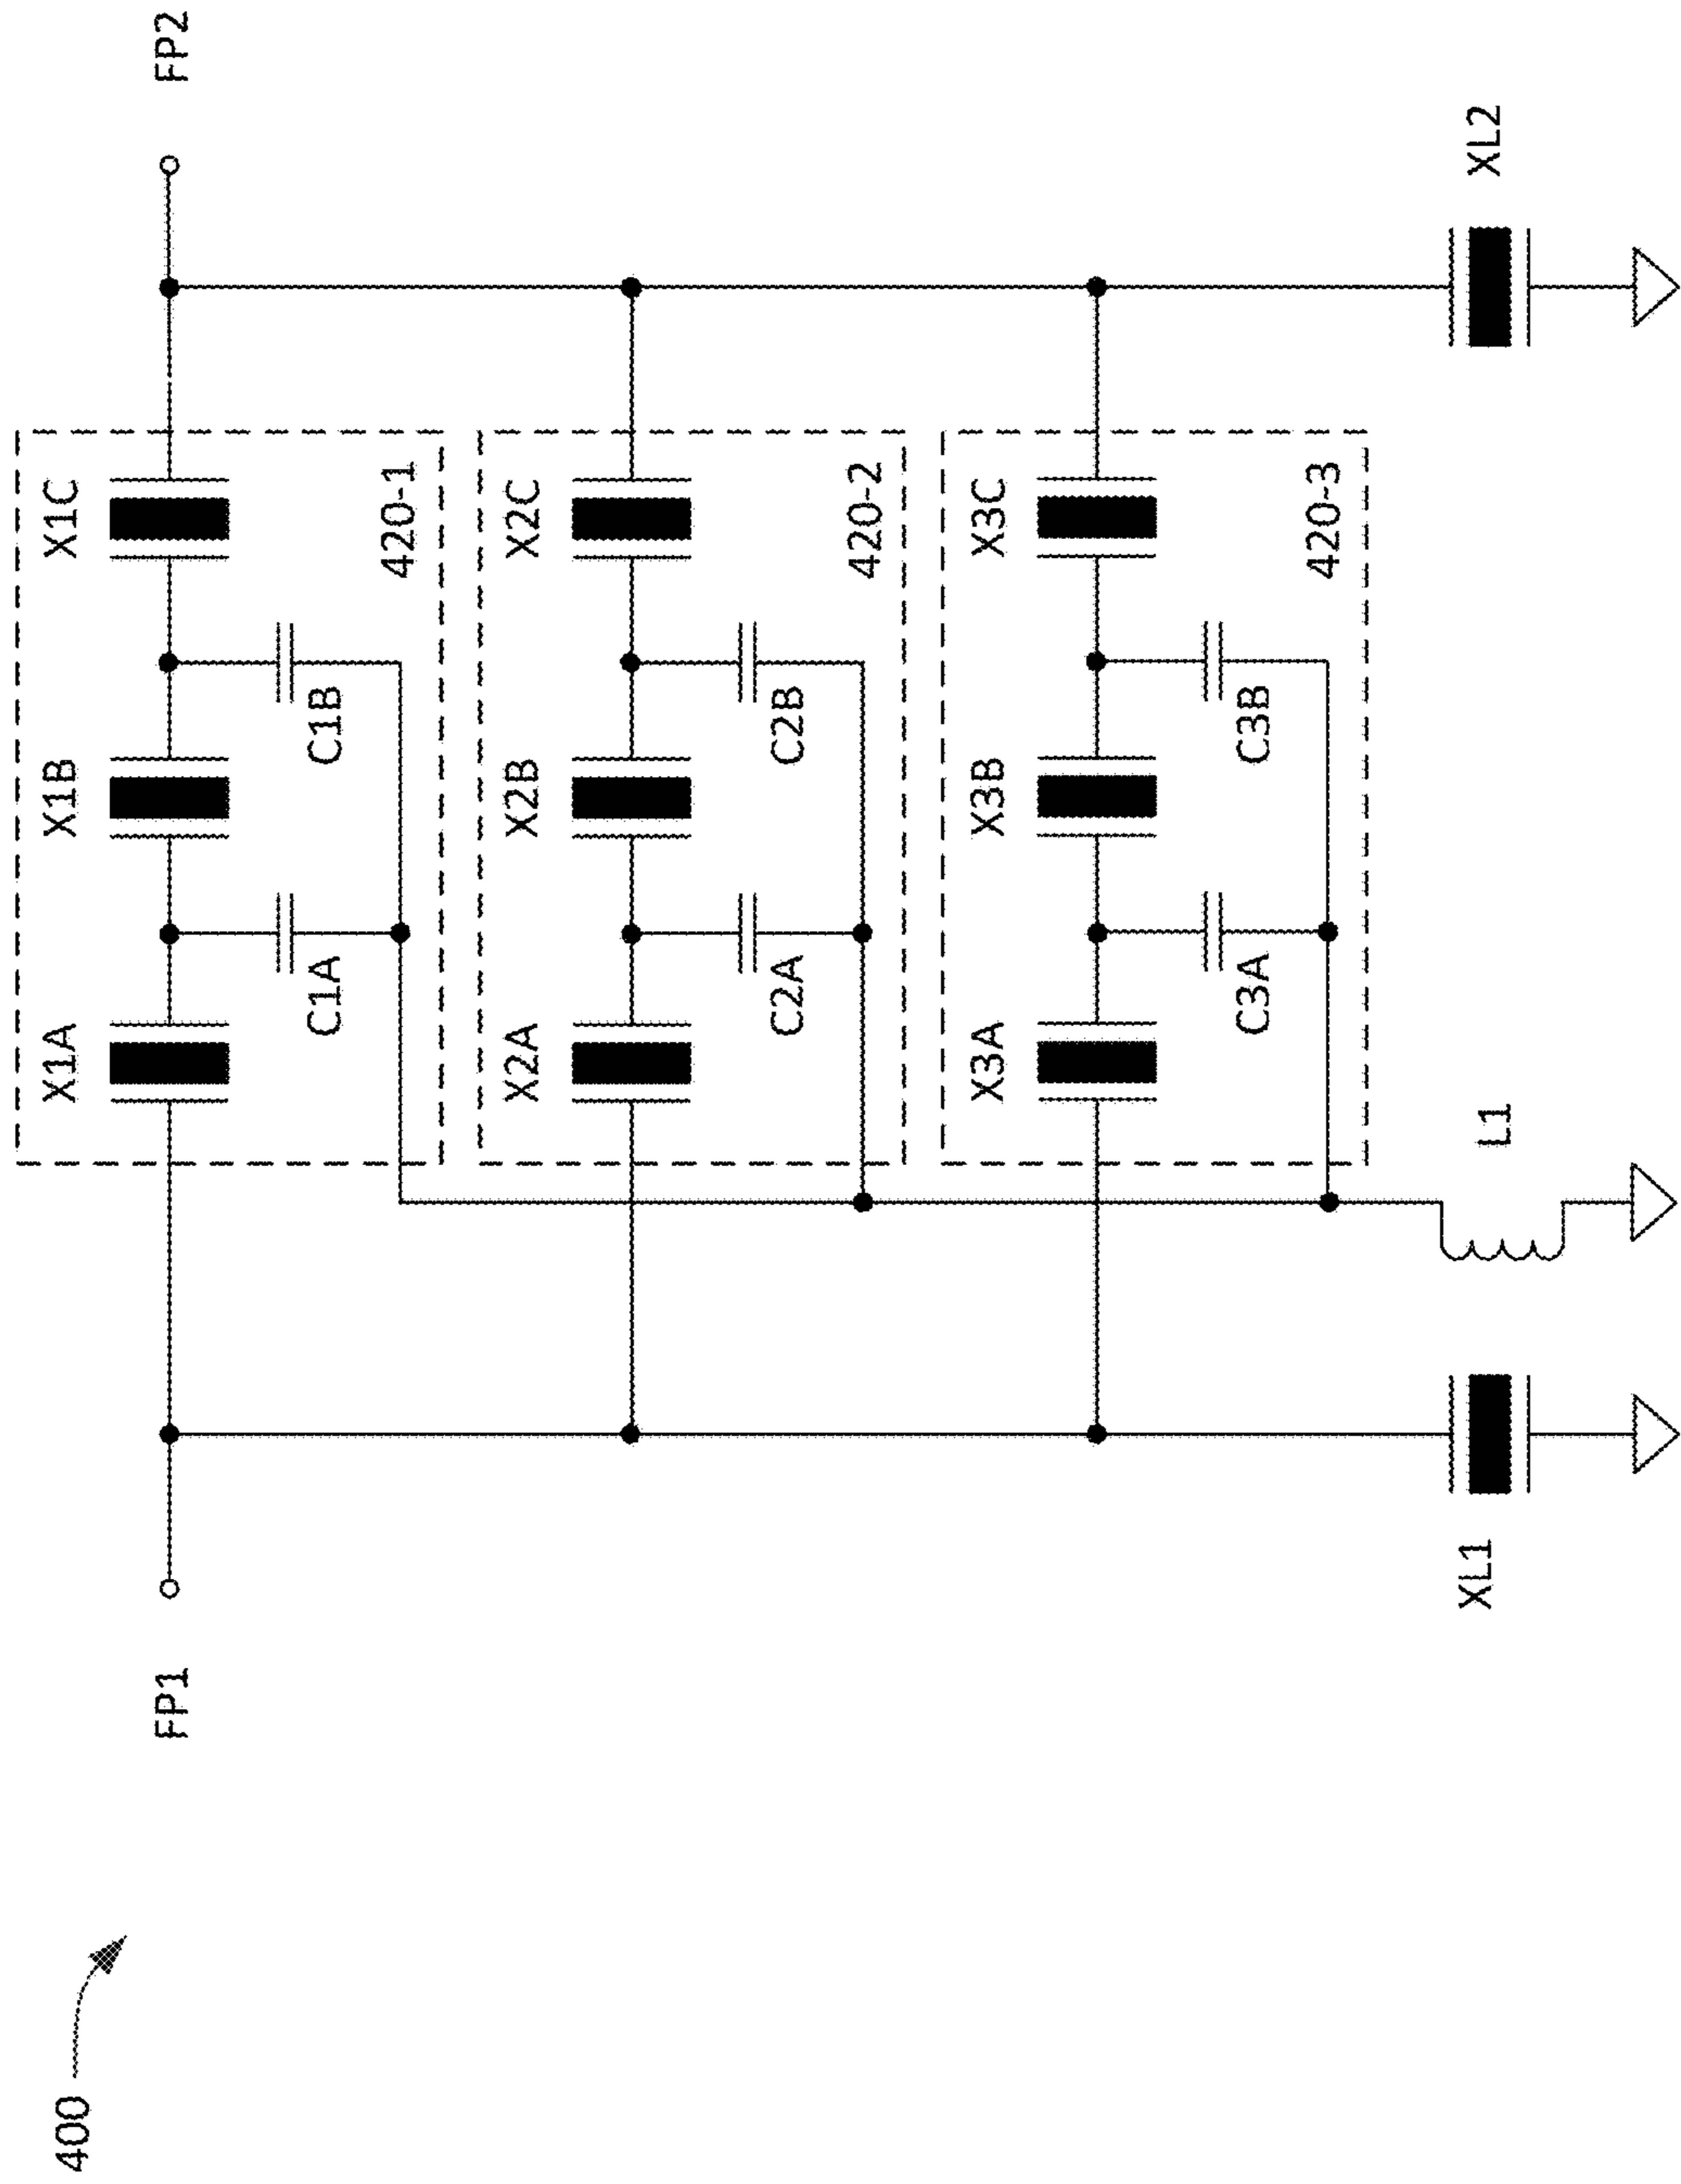 400
FP1
FP2
X1A
X1B
X1C
C1A
C1B
420-1
X2A
X2B
X2C
C2A
C2B
420-2
X3A
X3B
X3C
C3A
C3B
420-3
XL1
L1
XL2